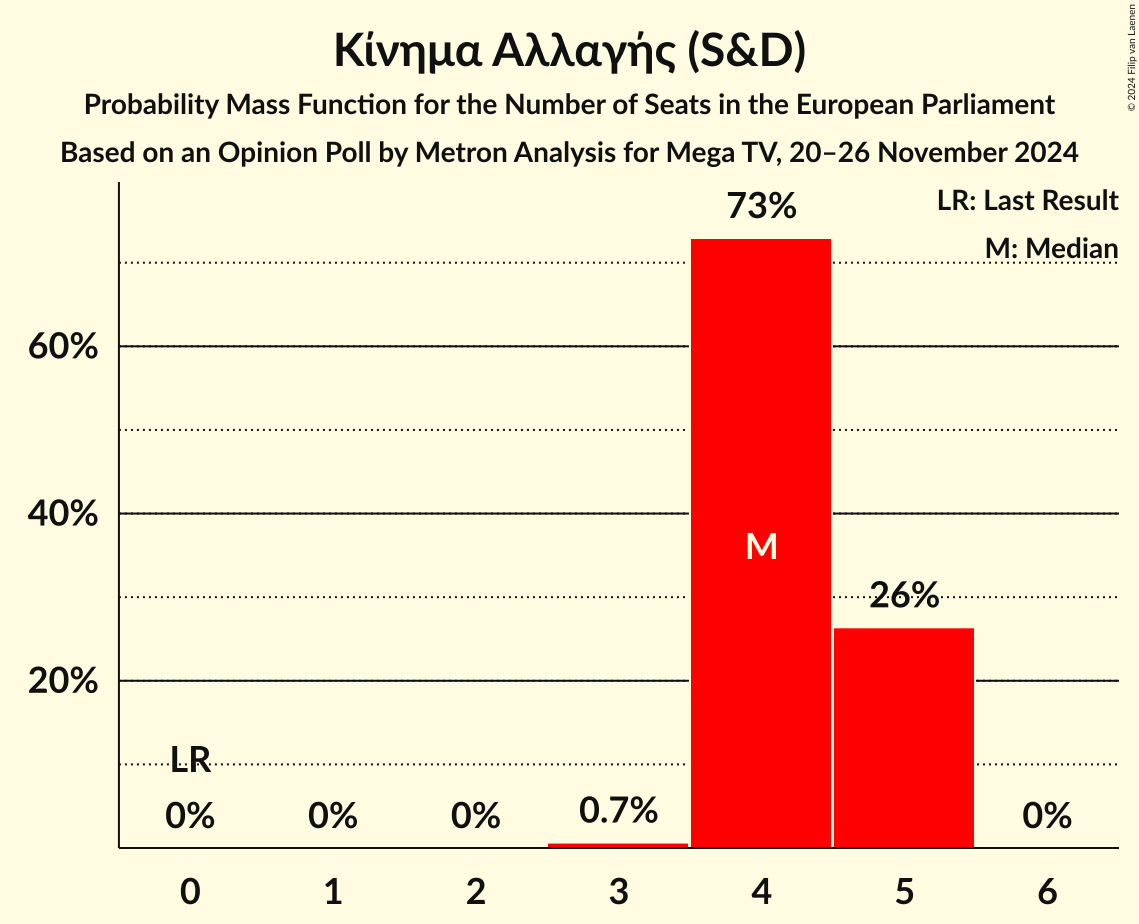 Κίνημα Αλλαγής (S&D)
Probability Mass Function for the Number of Seats in the European Parliament
Based on an Opinion Poll by Metron Analysis for Mega TV, 20–26 November 2024
© 2024 Filip van Laenen
LR: Last Result
M: Median
73%
60%
40%
M
26%
20%
LR
0% 0% 0% 0.7% 0%
0 1 2 3 4 5 6